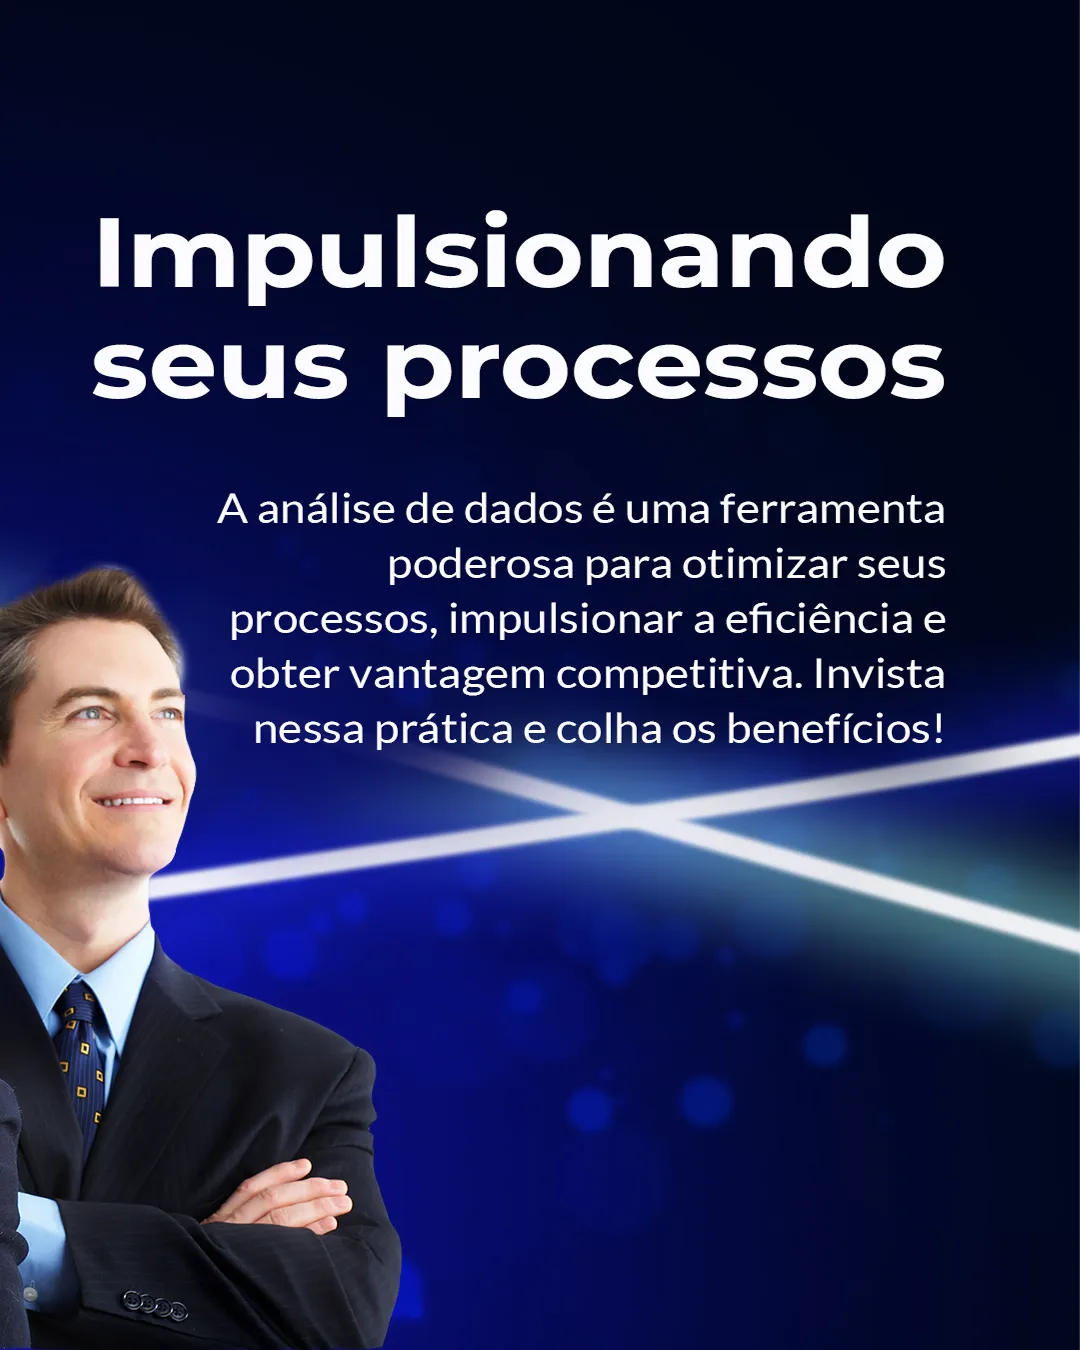 Impulsionando
seus processos
A análise de dados é uma ferramenta
poderosa para otimizar seus
processos, impulsionar a eficiência e
obter vantagem competitiva. Invista
nessa prática e colha os benefícios!